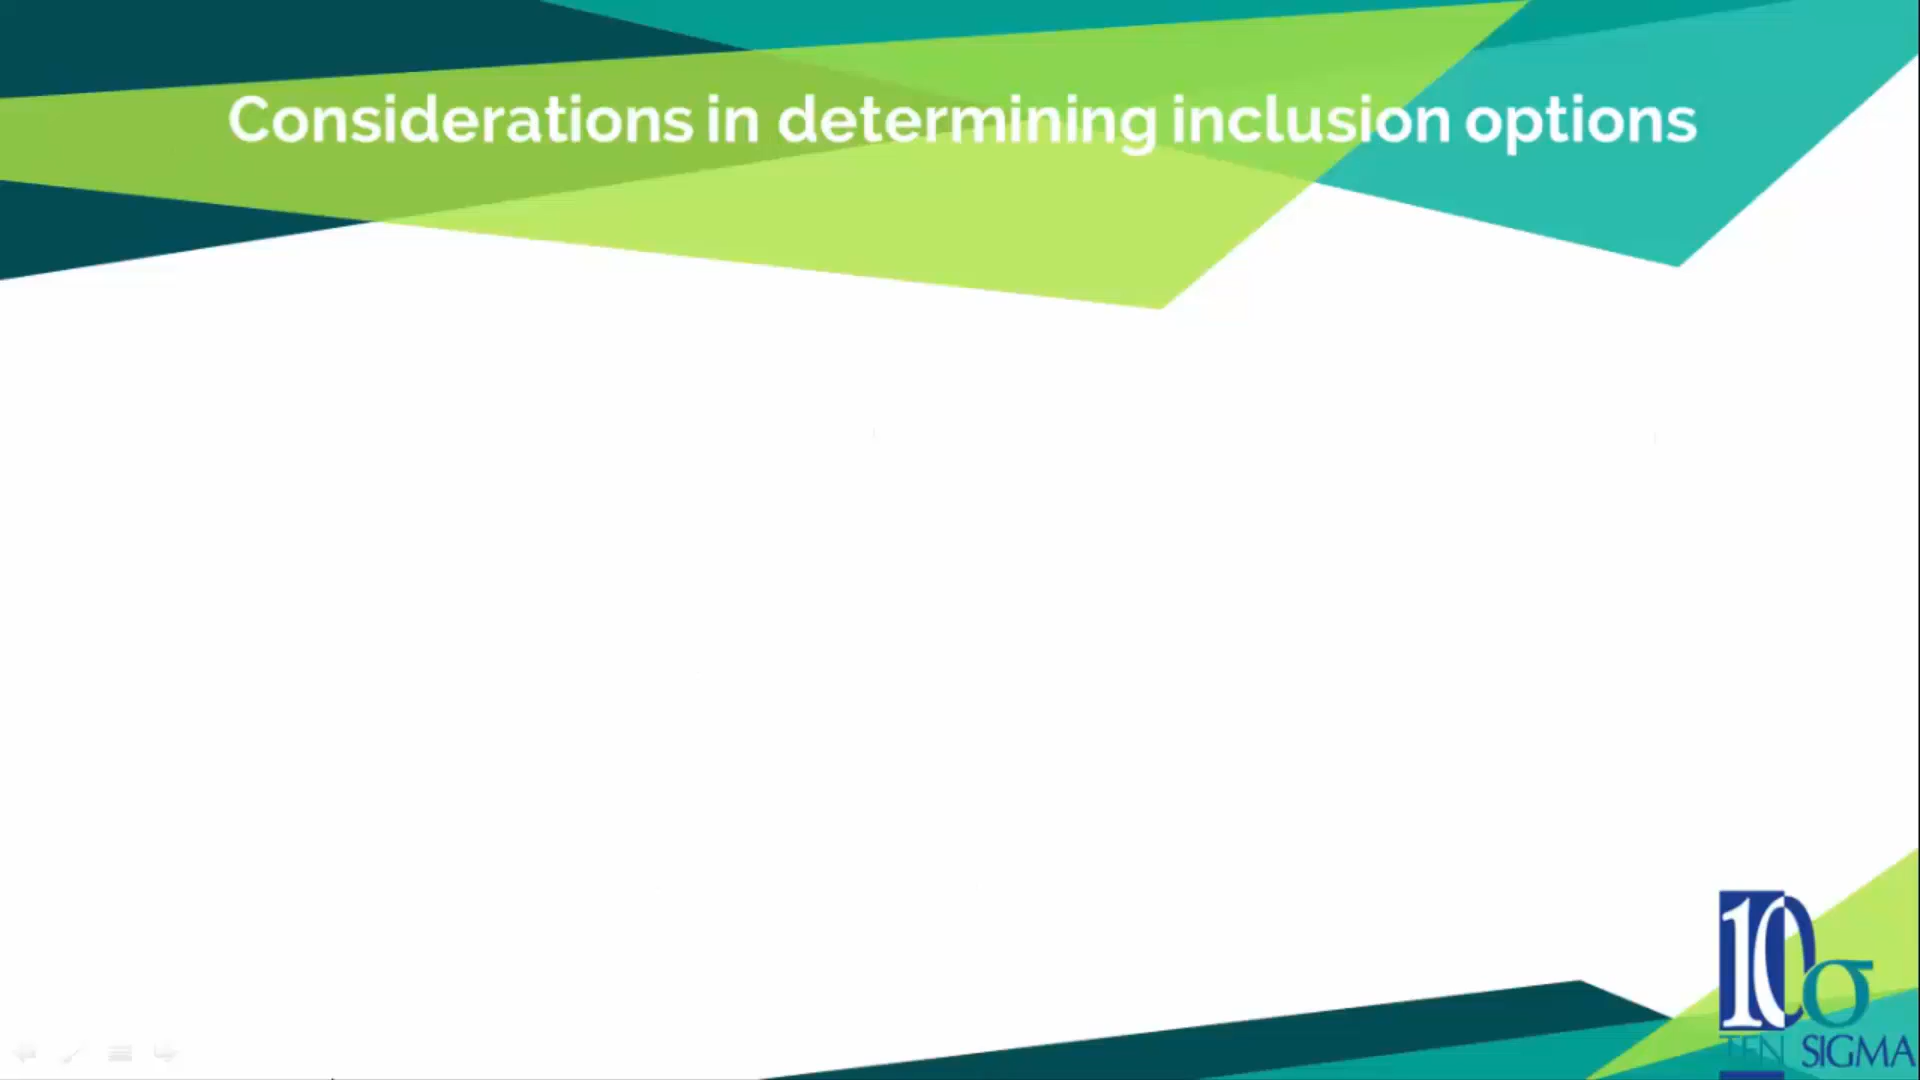 Considerations in determining inclusion options
10σ
TEN SIGMA